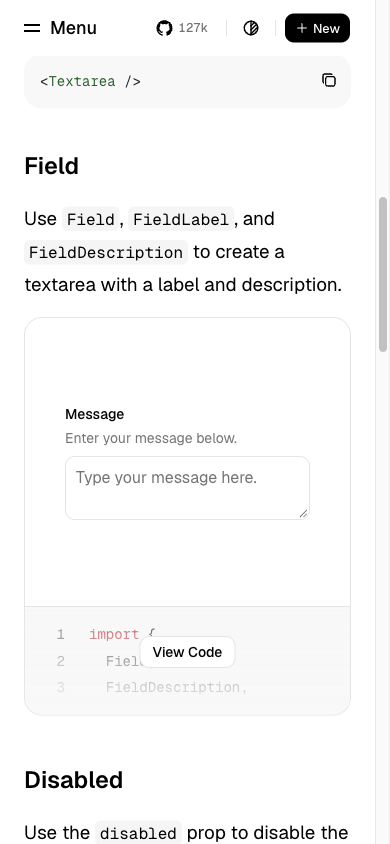 Menu 127k + New
<Textarea />
Field
Use Field, FieldLabel, and
FieldDescription to create a
textarea with a label and description.
Message
Enter your message below.
Type your message here.
1 import {
View Code
2 Fiel
3 FieldDescription,
Disabled
Use the disabled prop to disable the